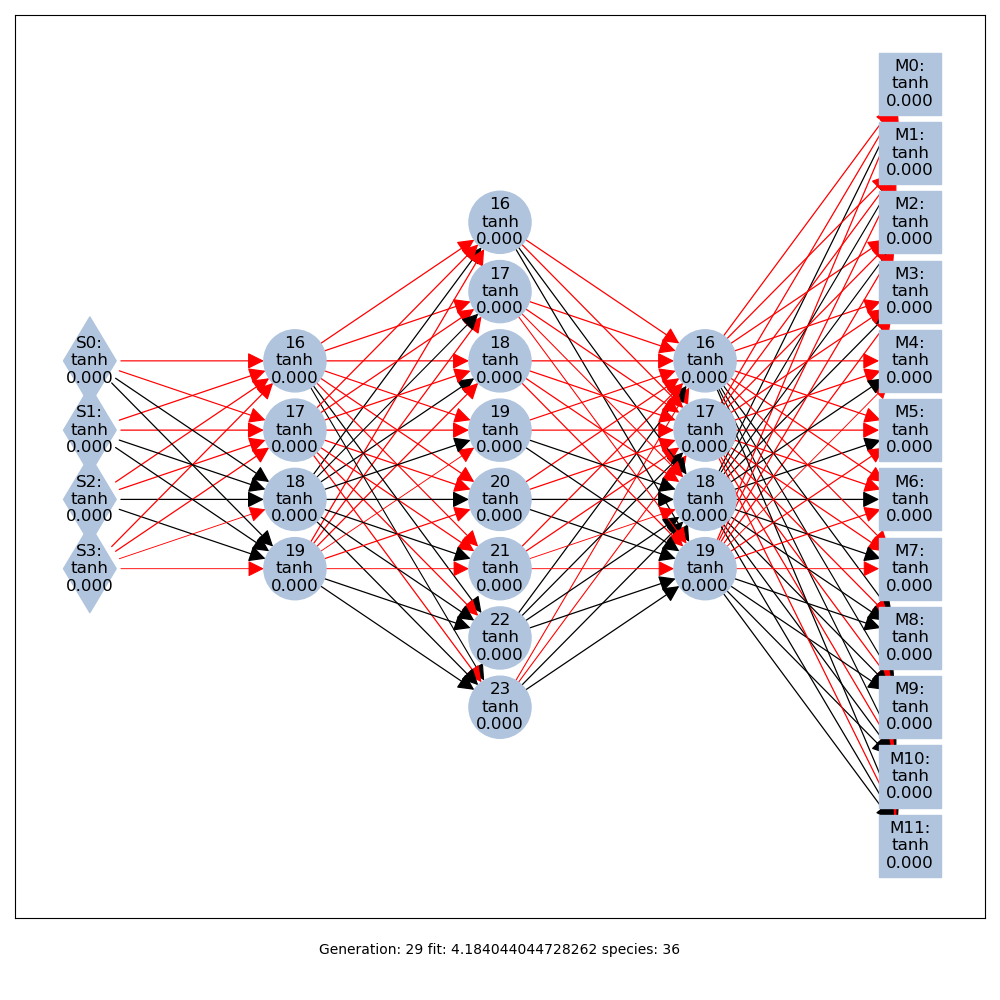 S0:
tanh
0.000
S1:
tanh
0.000
S2:
tanh
0.000
S3:
tanh
0.000
16
tanh
0.000
17
tanh
0.000
18
tanh
0.000
19
tanh
0.000
16
tanh
0.000
17
tanh
0.000
18
tanh
0.000
19
tanh
0.000
20
tanh
0.000
21
tanh
0.000
22
tanh
0.000
23
tanh
0.000
16
tanh
0.000
17
tanh
0.000
18
tanh
0.000
19
tanh
0.000
M0:
tanh
0.000
M1:
tanh
0.000
M2:
tanh
0.000
M3:
tanh
0.000
M4:
tanh
0.000
M5:
tanh
0.000
M6:
tanh
0.000
M7:
tanh
0.000
M8:
tanh
0.000
M9:
tanh
0.000
M10:
tanh
0.000
M11:
tanh
0.000
Generation: 29 fit: 4.184044044728262 species: 36